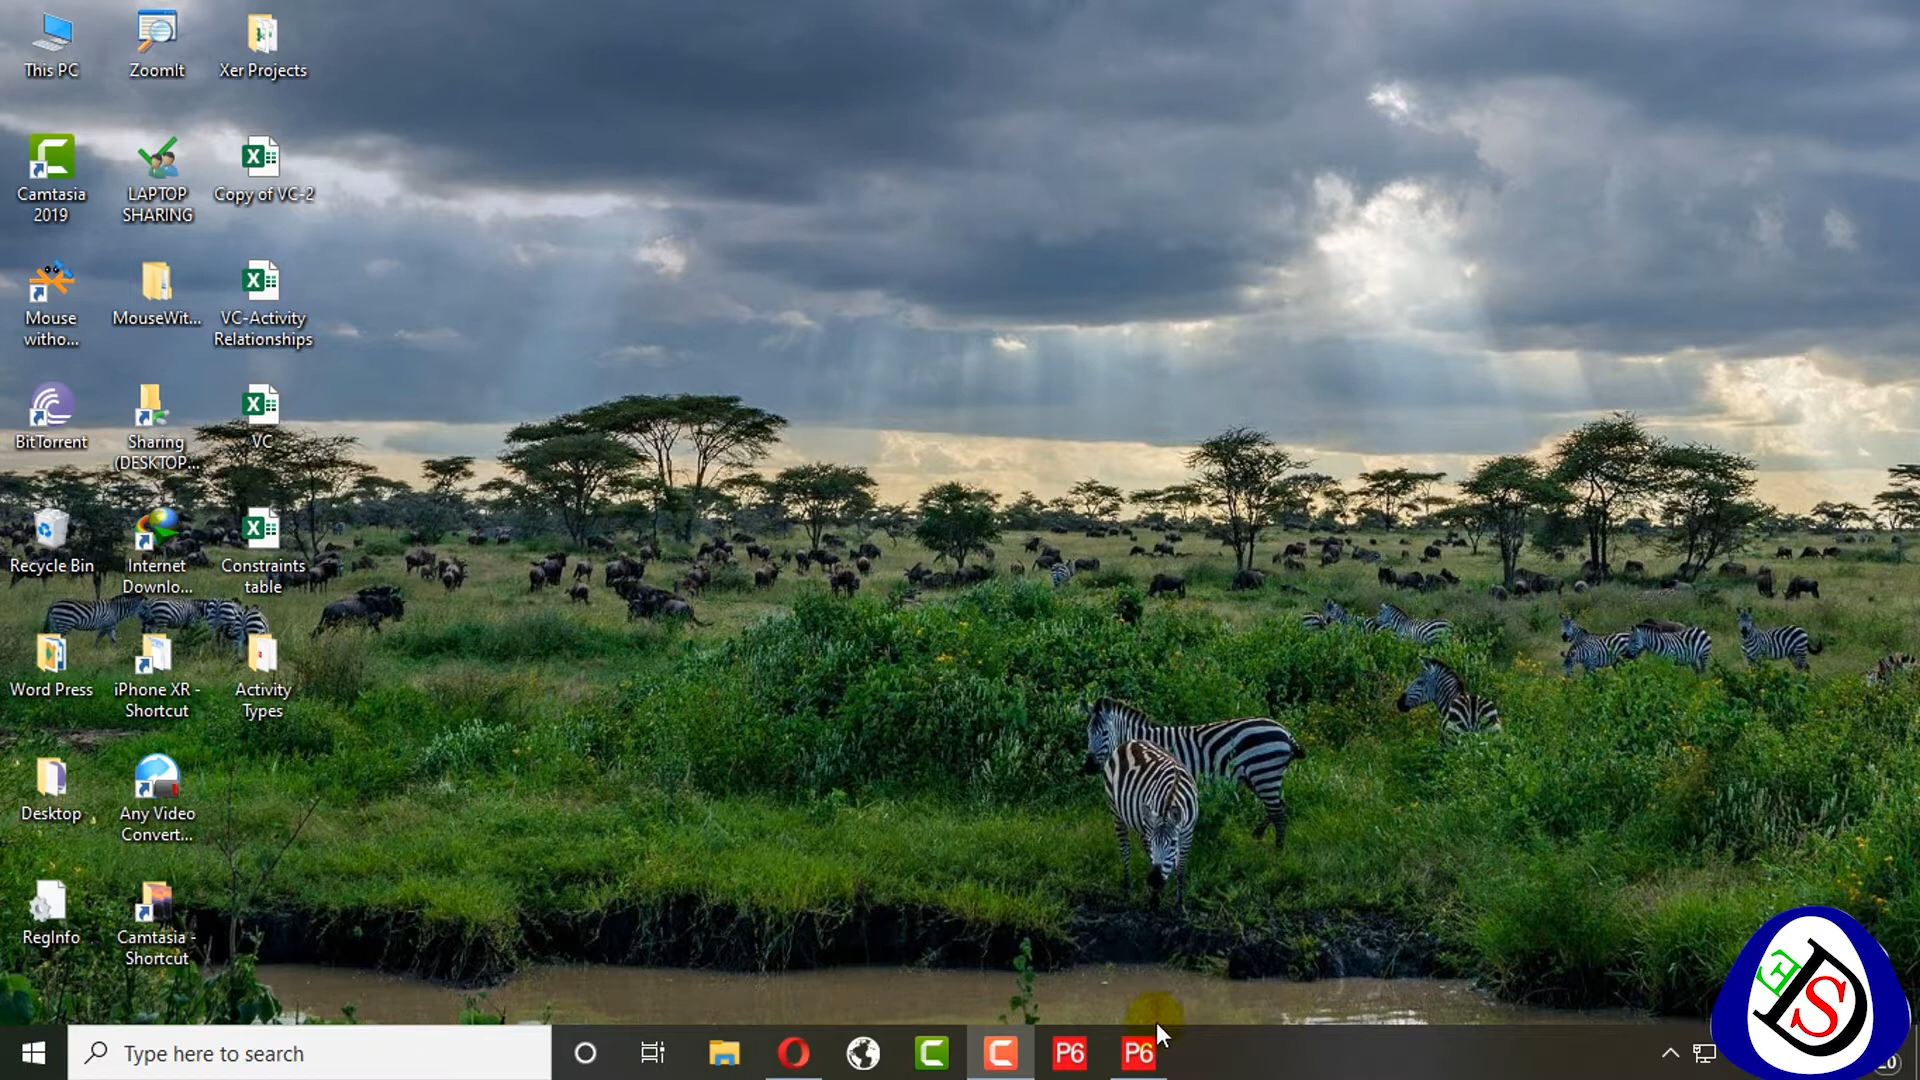 This PC
ZoomIt
Xer Projects
Camtasia
2019
LAPTOP
SHARING
Copy of VC-2
Mouse
witho...
MouseWit...
VC-Activity
Relationships
BitTorrent
Sharing
(DESKTOP...
VC
Recycle Bin
Internet
Downlo...
Constraints
table
Word Press
iPhone XR -
Shortcut
Activity
Types
Desktop
Any Video
Convert...
RegInfo
Camtasia -
Shortcut
Type here to search
P6
P6
E
S
20